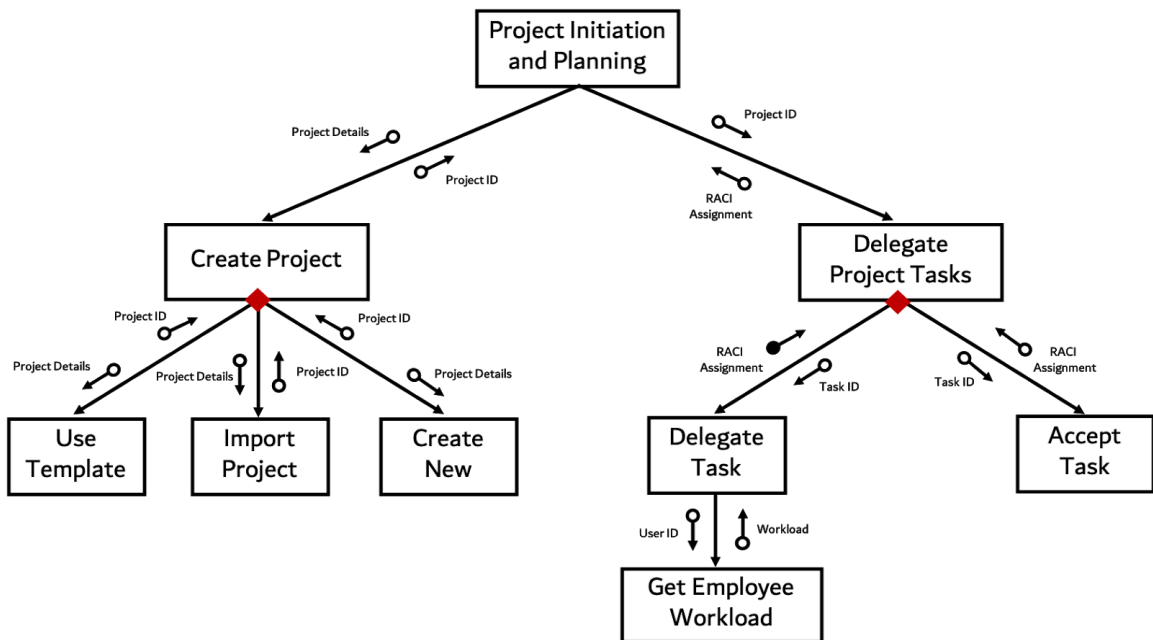 Project Initiation
and Planning
Project Details
Project ID
Project ID
RACI
Assignment
Create Project
Delegate
Project Tasks
Project ID
Project ID
Project Details
Project Details
Project ID
Project Details
RACI
Assignment
Task ID
Task ID
RACI
Assignment
Use
Template
Import
Project
Create
New
Delegate
Task
Accept
Task
User ID
Workload
Get Employee
Workload